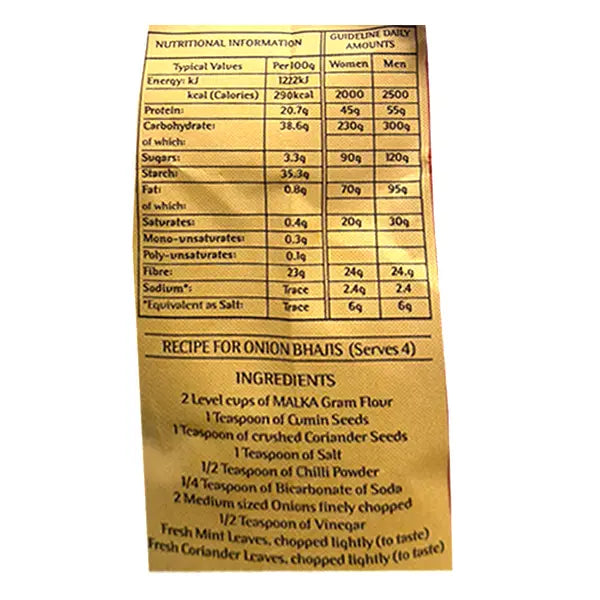 NUTRITIONAL INFORMATION GUIDELINE DAILY AMOUNTS
Typical Values Per100g Women Men
Energy: kJ 1222kJ
kcal (Calories) 290kcal 2000 2500
Protein: 20.7g 45g 55g
Carbohydrate: 38.6g 230g 300g
of which:
Sugars: 3.3g 90g 120g
Starch: 35.3g
Fat: 0.8g 70g 95g
of which:
Saturates: 0.4g 20g 30g
Mono-unsaturates: 0.3g
Poly-unsaturates: 0.1g
Fibre: 23g 24g 24.g
Sodium*: Trace 2.4g 2.4
*Equivalent as Salt: Trace 6g 6g
RECIPE FOR ONION BHAJIS (Serves 4)
INGREDIENTS
2 Level cups of MALKA Gram Flour
1 Teaspoon of Cumin Seeds
1 Teaspoon of crushed Coriander Seeds
1 Teaspoon of Salt
1/2 Teaspoon of Chilli Powder
1/4 Teaspoon of Bicarbonate of Soda
2 Medium sized Onions finely chopped
1/2 Teaspoon of Vinegar
Fresh Mint Leaves, chopped lightly (to taste)
Fresh Coriander Leaves, chopped lightly (to taste)